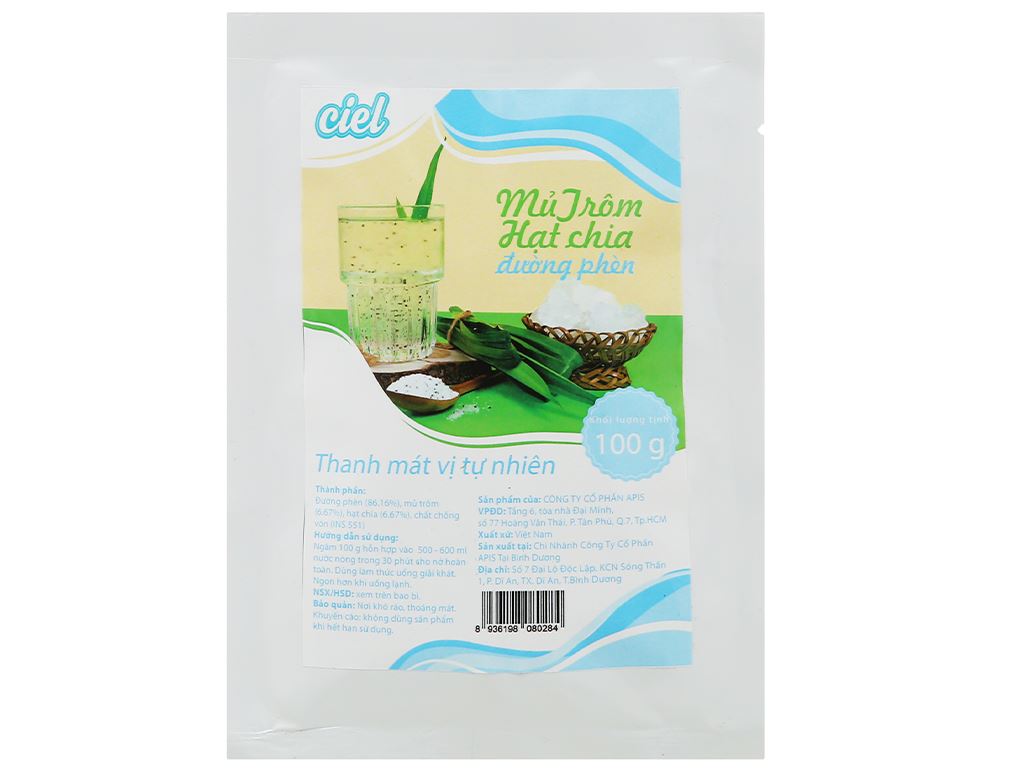 ciel
Mủ Trôm
Hạt chia
đường phèn
Khối lượng tịnh
100 g
Thanh mát vị tự nhiên
Thành phần:
Đường phèn (86.16%), mủ trôm
(6.67%), hạt chia (6.67%), chất chống
vón (INS 551)
Hướng dẫn sử dụng:
Ngâm 100 g hỗn hợp vào 500 - 600 ml
nước nóng trong 30 phút cho nở hoàn
toàn. Dùng làm thức uống giải khát.
Ngon hơn khi uống lạnh.
NSX/HSD: xem trên bao bì.
Bảo quản: Nơi khô ráo, thoáng mát.
Khuyến cáo: không dùng sản phẩm
khi hết hạn sử dụng.
Sản phẩm của: CÔNG TY CỔ PHẦN APIS
VPĐD: Tầng 6, tòa nhà Đại Minh,
số 77 Hoàng Văn Thái, P. Tân Phú, Q.7, Tp.HCM
Xuất xứ: Việt Nam
Sản xuất tại: Chi Nhánh Công Ty Cổ Phần
APIS Tại Bình Dương
Địa chỉ: Số 7 Đại Lộ Độc Lập, KCN Sóng Thần
1, P. Dĩ An, TX. Dĩ An, T.Bình Dương
8 936198 080284